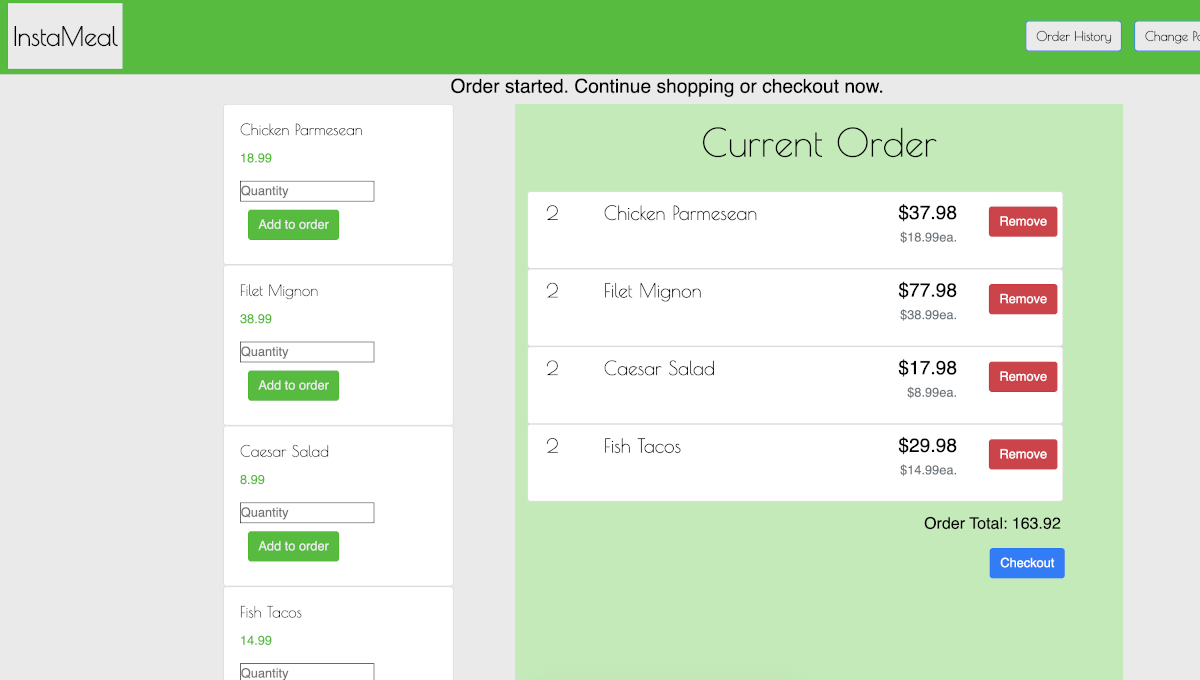 InstaMeal
Order History
Change
Order started. Continue shopping or checkout now.
Chicken Parmesean
18.99
Quantity
Add to order
Filet Mignon
38.99
Quantity
Add to order
Caesar Salad
8.99
Quantity
Add to order
Fish Tacos
14.99
Quantity
Current Order
2 Chicken Parmesean $37.98 Remove
$18.99ea.
2 Filet Mignon $77.98 Remove
$38.99ea.
2 Caesar Salad $17.98 Remove
$8.99ea.
2 Fish Tacos $29.98 Remove
$14.99ea.
Order Total: 163.92
Checkout